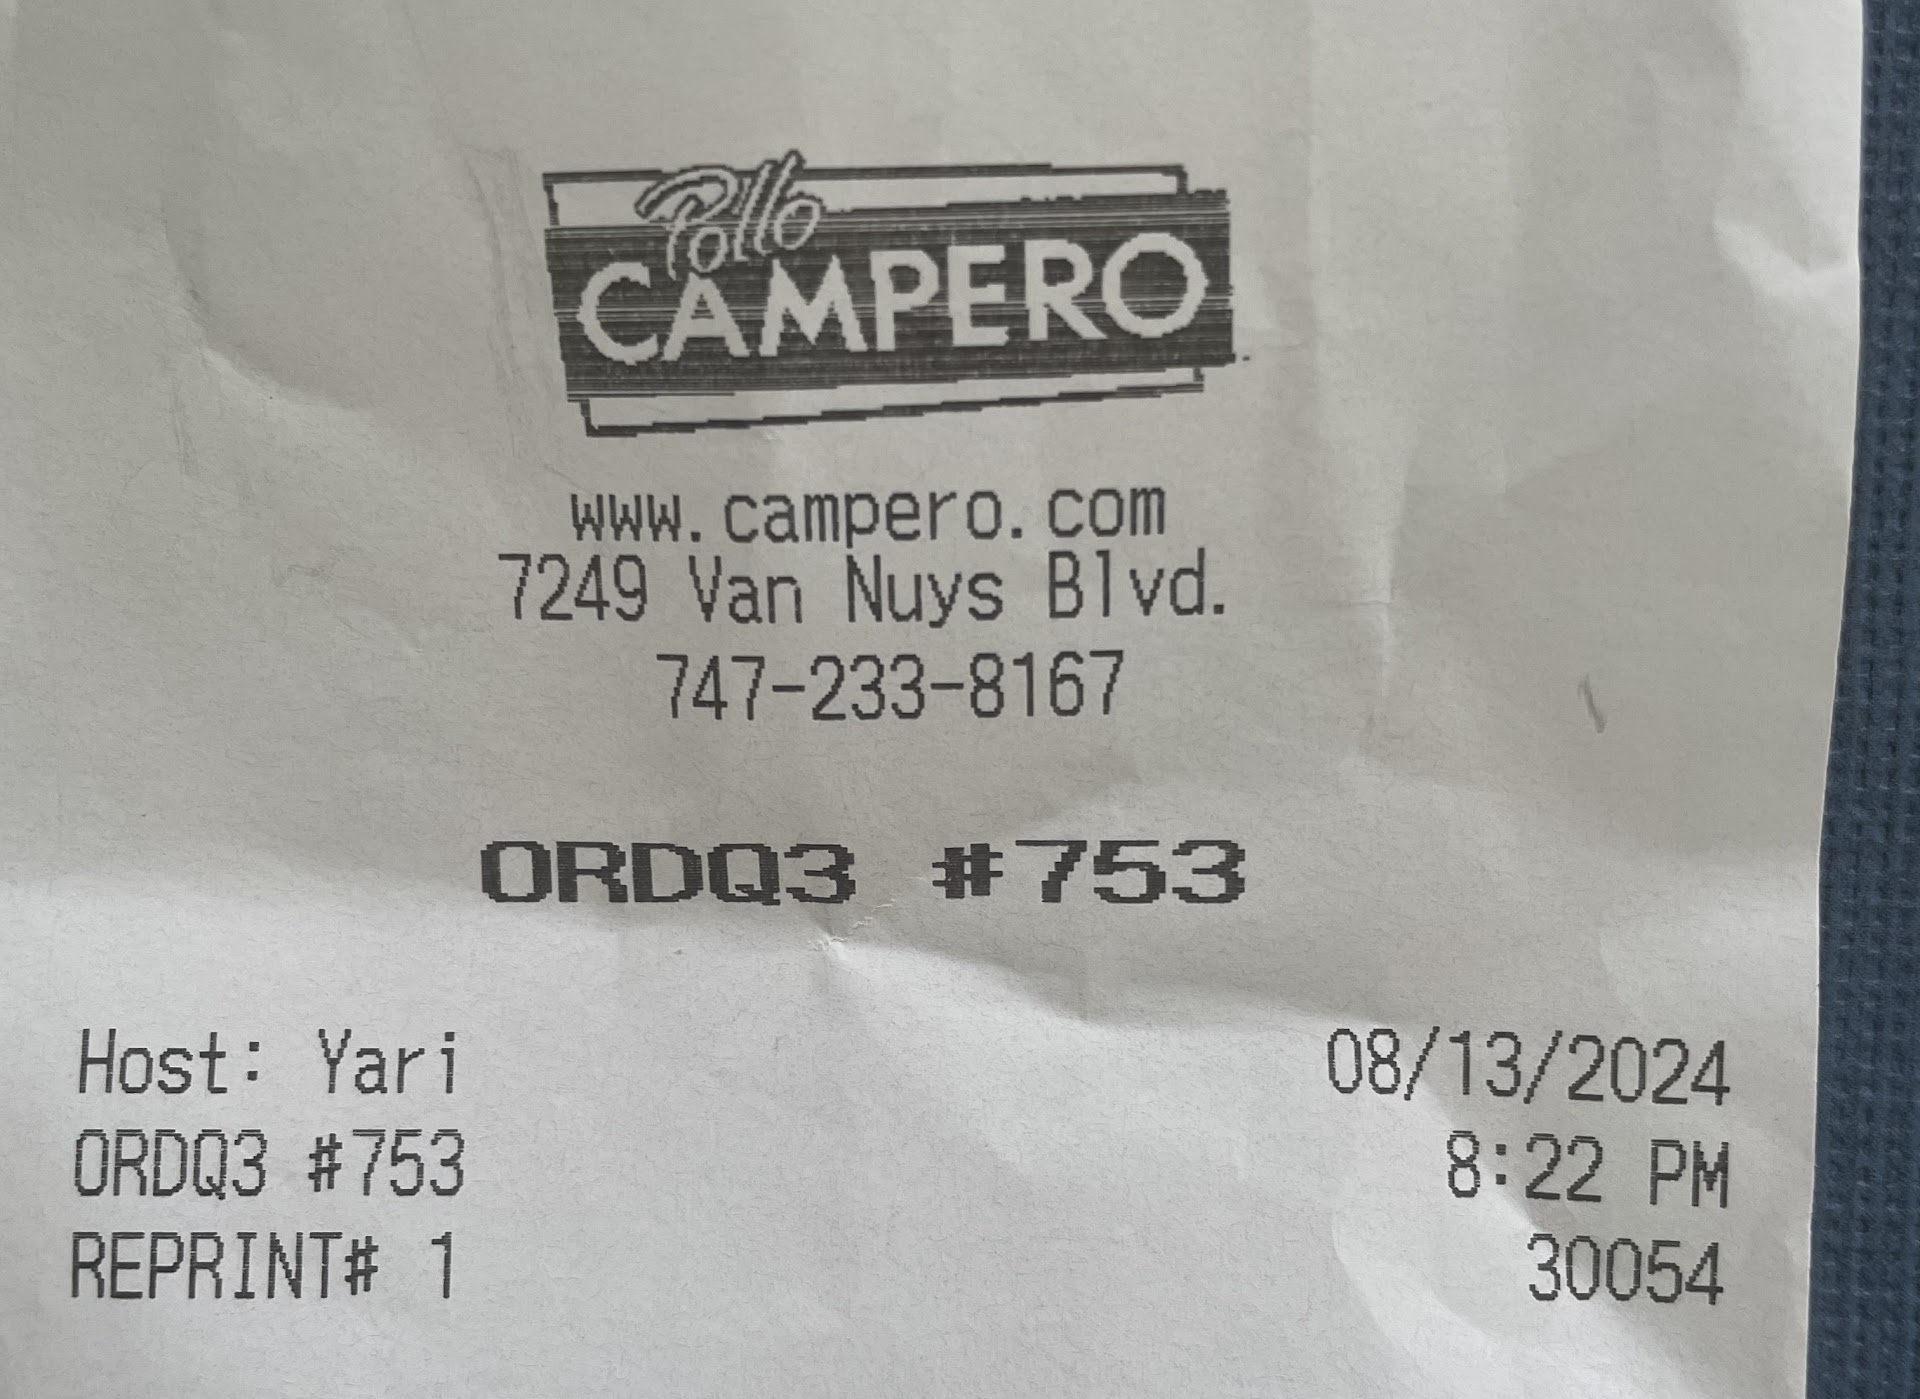 Pollo
CAMPERO
www.campero.com
7249 Van Nuys Blvd.
747-233-8167
ORDQ3 #753
Host: Yari 08/13/2024
ORDQ3 #753 8:22 PM
REPRINT# 1 30054